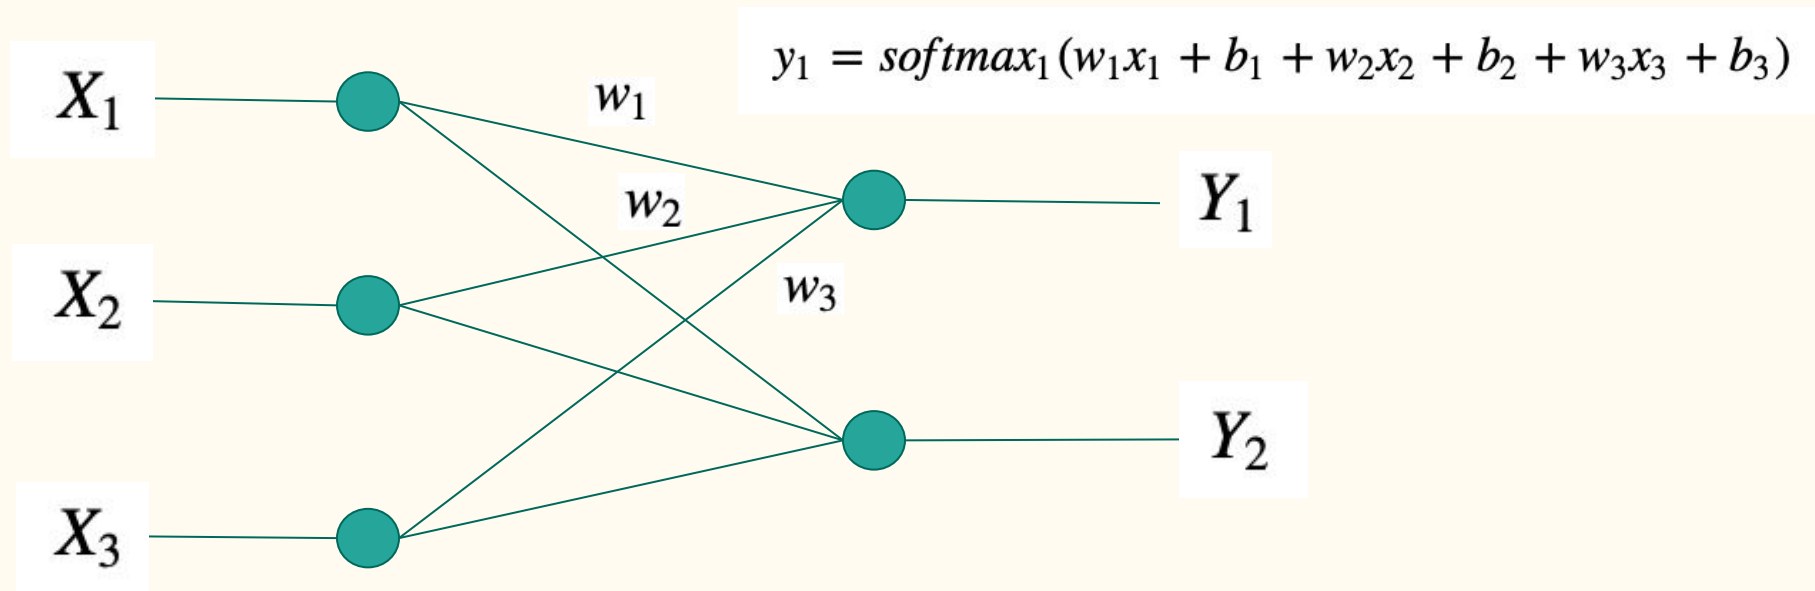 y₁ = softmax₁(w₁x₁ + b₁ + w₂x₂ + b₂ + w₃x₃ + b₃)
X₁
w₁
w₂
Y₁
X₂
w₃
Y₂
X₃